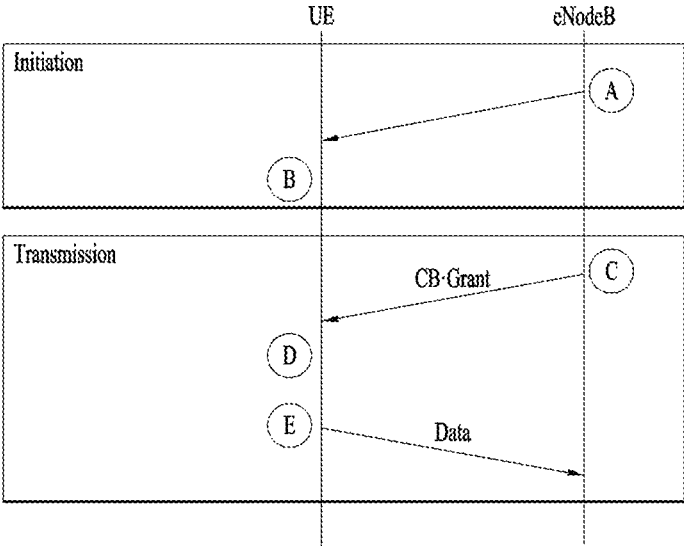 UE
eNodeB
Initiation
A
B
Transmission
C
CB·Grant
D
E
Data